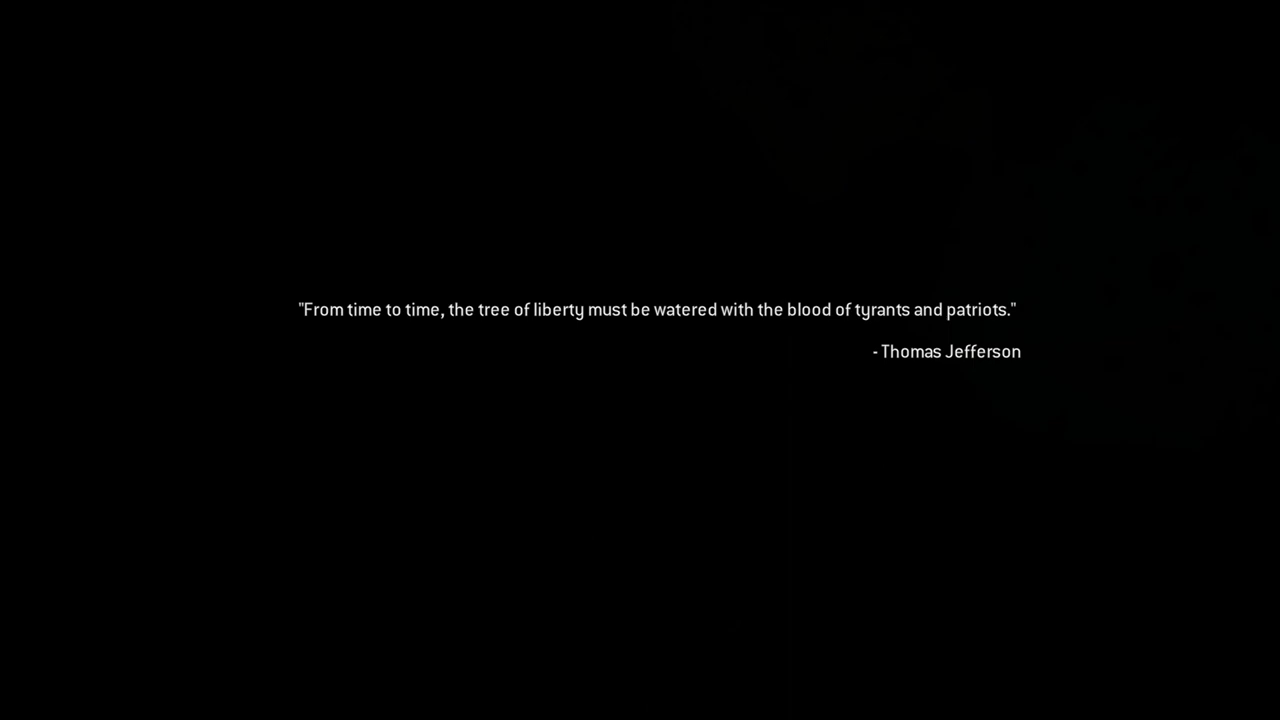 "From time to time, the tree of liberty must be watered with the blood of tyrants and patriots."
- Thomas Jefferson